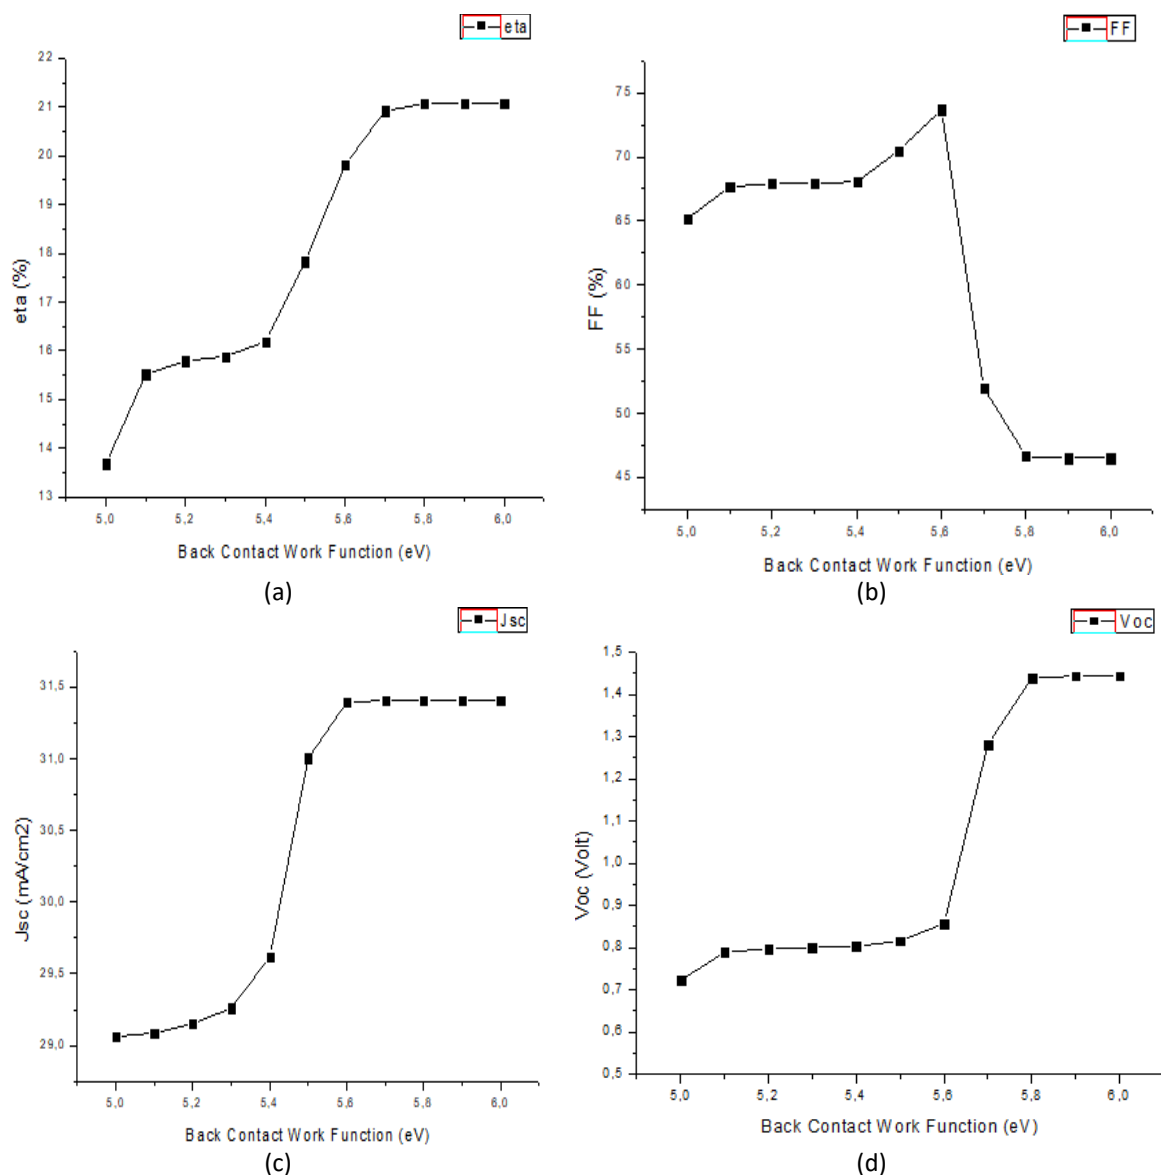 eta
22
21
20
19
18
17
16
15
14
13
eta (%)
5,0 5,2 5,4 5,6 5,8 6,0
Back Contact Work Function (eV)
(a)
FF
75
70
65
60
55
50
45
FF (%)
5,0 5,2 5,4 5,6 5,8 6,0
Back Contact Work Function (eV)
(b)
Jsc
31,5
31,0
30,5
30,0
29,5
29,0
Jsc (mA/cm2)
5,0 5,2 5,4 5,6 5,8 6,0
Back Contact Work Function (eV)
(c)
Voc
1,5
1,4
1,3
1,2
1,1
1,0
0,9
0,8
0,7
0,6
0,5
Voc (Volt)
5,0 5,2 5,4 5,6 5,8 6,0
Back Contact Work Function (eV)
(d)